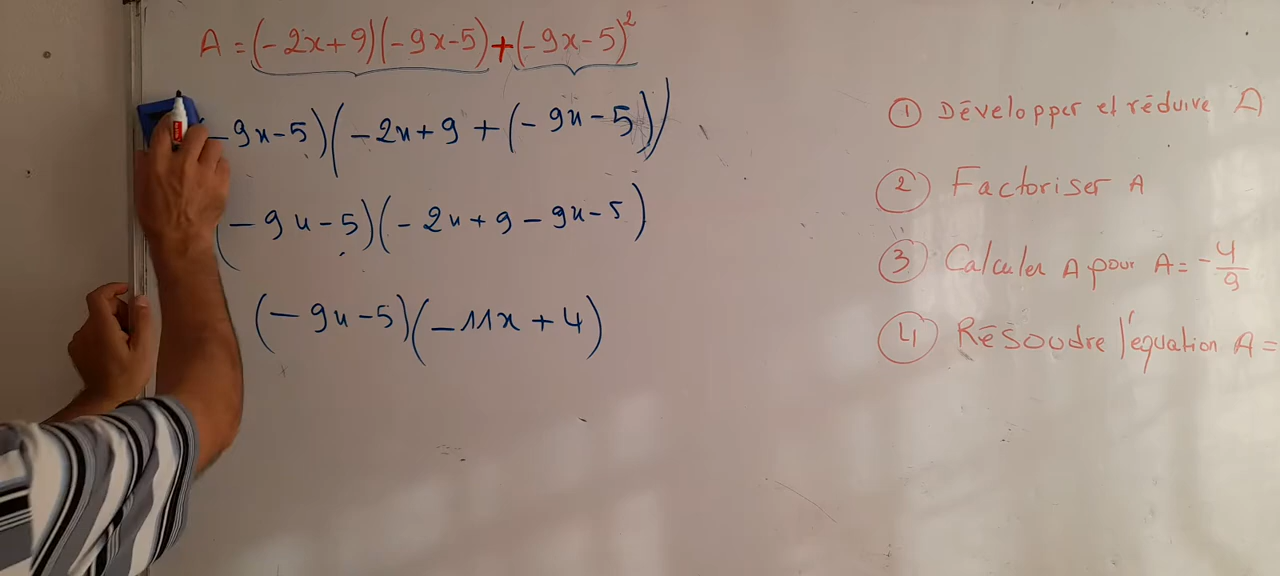 A = (-2x+9)(-9x-5)+(-9x-5)²
-9x-5)(-2x+9+(-9x-5))
(-9x-5)(-2x+9-9x-5)
(-9x-5)(-11x+4)
① Développer et réduire A
② Factoriser A
③ Calculer A pour A = -4/9
④ Résoudre l'équation A =